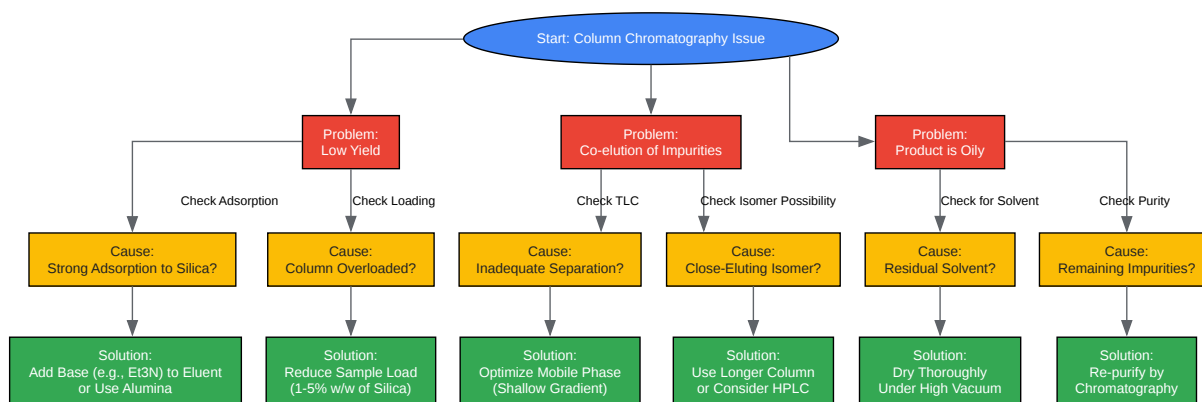 Start: Column Chromatography Issue
Problem:
Low Yield
Problem:
Co-elution of Impurities
Problem:
Product is Oily
Check Adsorption
Check Loading
Check TLC
Check Isomer Possibility
Check for Solvent
Check Purity
Cause:
Strong Adsorption to Silica?
Cause:
Column Overloaded?
Cause:
Inadequate Separation?
Cause:
Close-Eluting Isomer?
Cause:
Residual Solvent?
Cause:
Remaining Impurities?
Solution:
Add Base (e.g., Et3N) to Eluent
or Use Alumina
Solution:
Reduce Sample Load
(1-5% w/w of Silica)
Solution:
Optimize Mobile Phase
(Shallow Gradient)
Solution:
Use Longer Column
or Consider HPLC
Solution:
Dry Thoroughly
Under High Vacuum
Solution:
Re-purify by
Chromatography